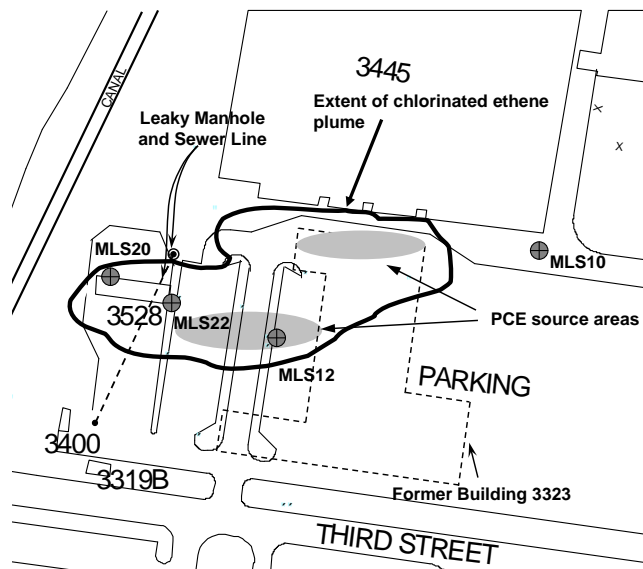 3445
CANAL
Extent of chlorinated ethene
plume
Leaky Manhole
and Sewer Line
x
x
MLS20
MLS10
3528
MLS22
PCE source areas
MLS12
PARKING
3400
3319B
Former Building 3323
THIRD STREET